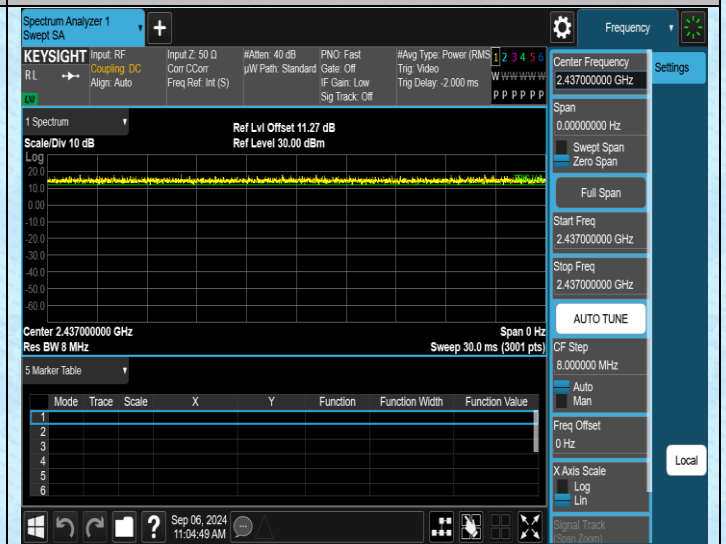 Spectrum Analyzer 1
Swept SA
Frequency
KEYSIGHT
RL
LXI
Input: RF
Coupling: DC
Align: Auto
Input Z: 50 Ω
Corr CCorr
Freq Ref: Int (S)
#Atten: 40 dB
µW Path: Standard
PNO: Fast
Gate: Off
IF Gain: Low
Sig Track: Off
#Avg Type: Power (RMS
Trig: Video
Trig Delay: -2.000 ms
1 2 3 4 5 6
W W W W W W
P P P P P P
1 Spectrum
Scale/Div 10 dB
Ref Lvl Offset 11.27 dB
Ref Level 30.00 dBm
Log
20.0
10.0
0.00
-10.0
-20.0
-30.0
-40.0
-50.0
-60.0
Center 2.437000000 GHz
Span 0 Hz
Res BW 8 MHz
Sweep 30.0 ms (3001 pts)
5 Marker Table
Mode Trace Scale X Y Function Function Width Function Value
1
2
3
4
5
6
Sep 06, 2024
11:04:49 AM
Center Frequency
2.437000000 GHz
Settings
Span
0.00000000 Hz
Swept Span
Zero Span
Full Span
Start Freq
2.437000000 GHz
Stop Freq
2.437000000 GHz
AUTO TUNE
CF Step
8.000000 MHz
Auto
Man
Freq Offset
0 Hz
X Axis Scale
Log
Lin
Signal Track
(Span Zoom)
Local